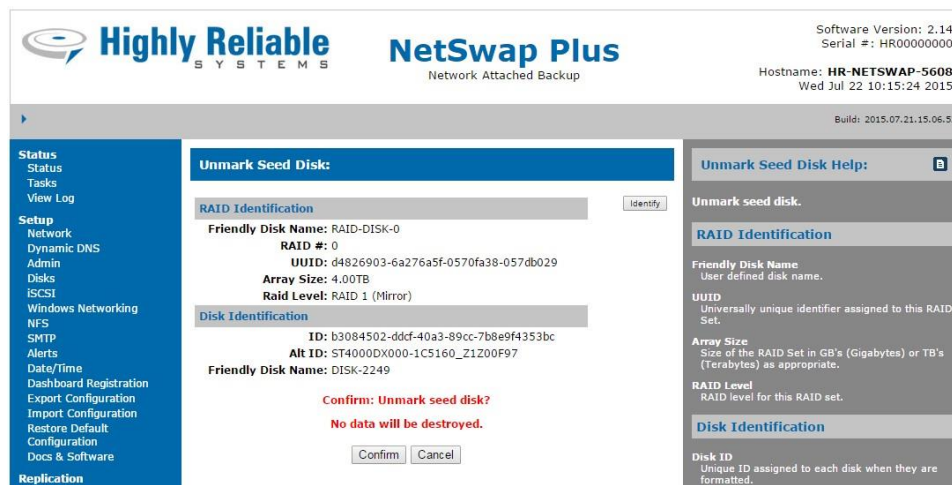 Highly Reliable
SYSTEMS
NetSwap Plus
Network Attached Backup
Software Version: 2.14
Serial #: HR00000000
Hostname: HR-NETSWAP-5608
Wed Jul 22 10:15:24 2015
Build: 2015.07.21.15.06.5
Status
Status
Tasks
View Log
Setup
Network
Dynamic DNS
Admin
Disks
iSCSI
Windows Networking
NFS
SMTP
Alerts
Date/Time
Dashboard Registration
Export Configuration
Import Configuration
Restore Default
Configuration
Docs & Software
Replication
Unmark Seed Disk:
Identify
RAID Identification
Friendly Disk Name: RAID-DISK-0
RAID #: 0
UUID: d4826903-6a276a5f-0570fa38-057db029
Array Size: 4.00TB
Raid Level: RAID 1 (Mirror)
Disk Identification
ID: b3084502-ddcf-40a3-89cc-7b8e9f4353bc
Alt ID: ST4000DX000-1C5160_Z1Z00F97
Friendly Disk Name: DISK-2249
Confirm: Unmark seed disk?
No data will be destroyed.
Confirm Cancel
Unmark Seed Disk Help:
Unmark seed disk.
RAID Identification
Friendly Disk Name
User defined disk name.
UUID
Universally unique identifier assigned to this RAID
Set.
Array Size
Size of the RAID Set in GB's (Gigabytes) or TB's
(Terabytes) as appropriate.
RAID Level
RAID level for this RAID set.
Disk Identification
Disk ID
Unique ID assigned to each disk when they are
formatted.